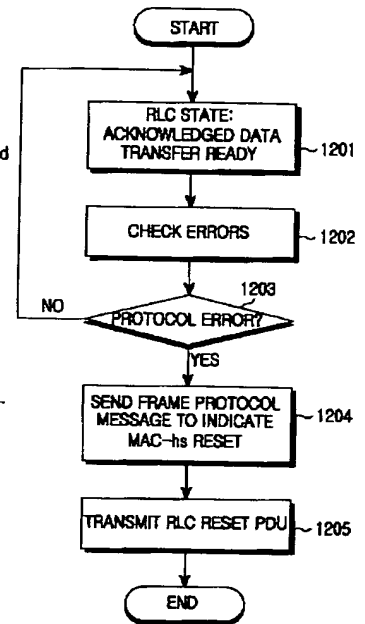 START
RLC STATE:
ACKNOWLEDGED DATA
TRANSFER READY
1201
d
CHECK ERRORS
1202
1203
NO
PROTOCOL ERROR?
YES
SEND FRAME PROTOCOL
MESSAGE TO INDICATE
MAC-hs RESET
1204
TRANSMIT RLC RESET PDU
1205
END